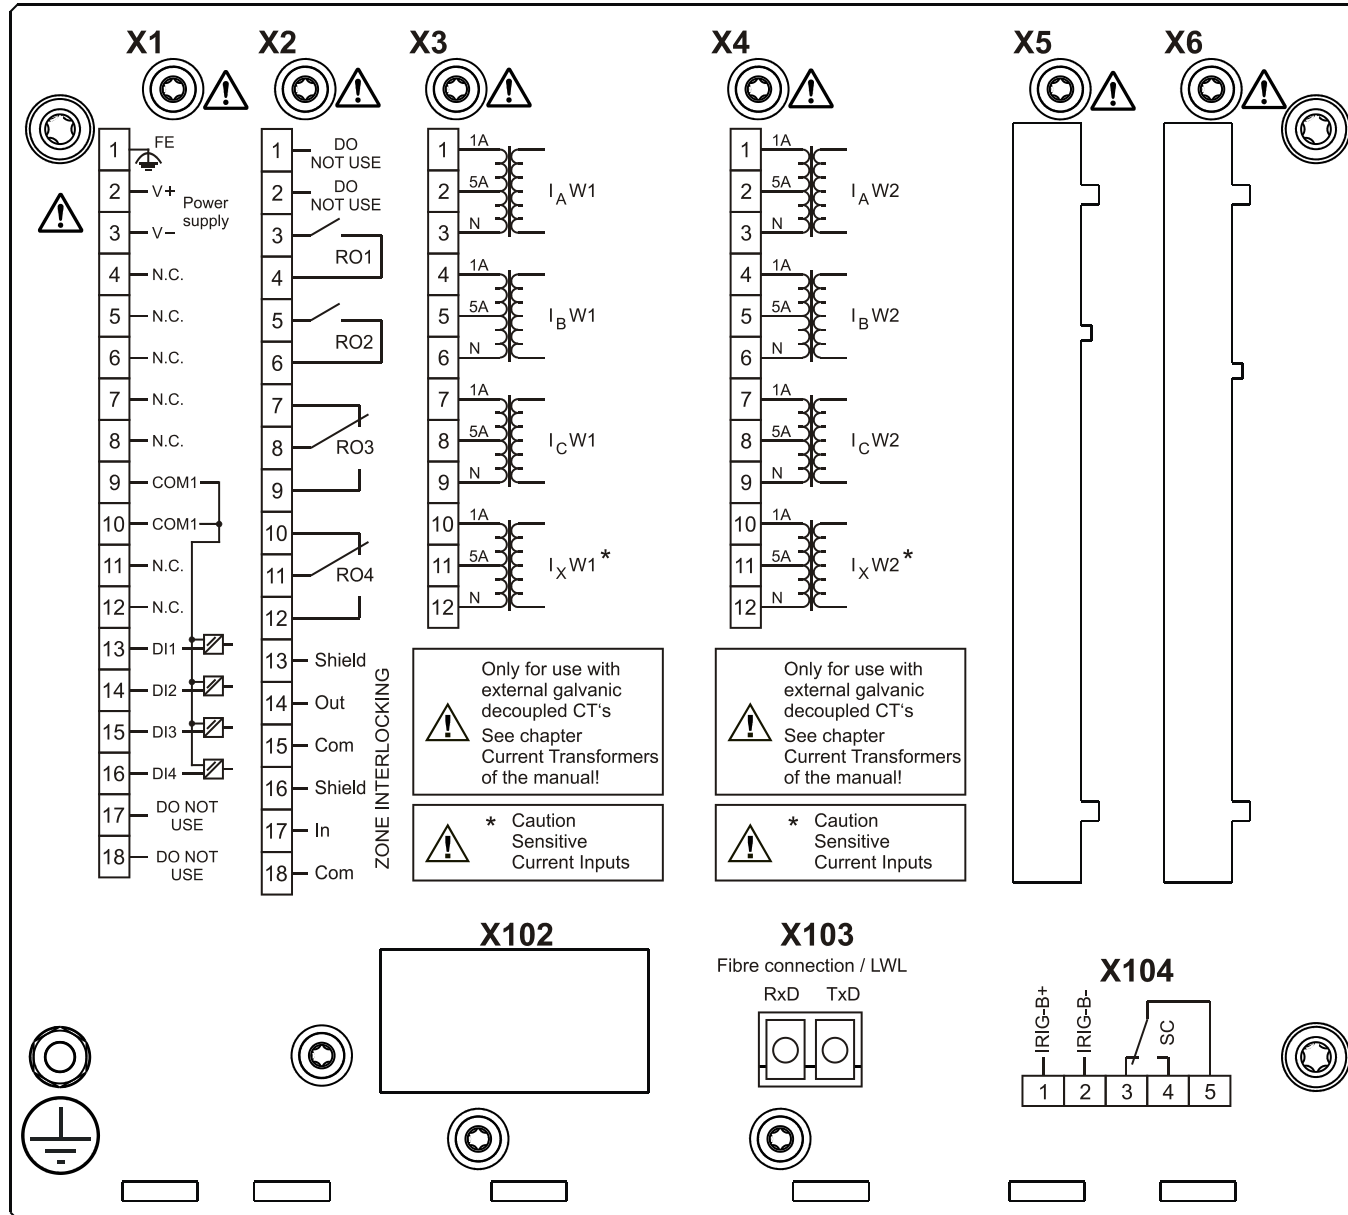 X1
X2
X3
X4
X5
X6
1 FE
2 V+
3 V–
Power
supply
4 N.C.
5 N.C.
6 N.C.
7 N.C.
8 N.C.
9 COM1
10 COM1
11 N.C.
12 N.C.
13 DI1
14 DI2
15 DI3
16 DI4
17 DO NOT
USE
18 DO NOT
USE
1 DO
NOT USE
2 DO
NOT USE
3
RO1
4
5
RO2
6
7
8 RO3
9
10
11 RO4
12
13 Shield
14 Out
15 Com
16 Shield
17 In
18 Com
ZONE INTERLOCKING
1 1A
2 5A IA W1
3 N
4 1A
5 5A IB W1
6 N
7 1A
8 5A IC W1
9 N
10 1A
11 5A IX W1 *
12 N
Only for use with
external galvanic
decoupled CT‘s
See chapter
Current Transformers
of the manual!
* Caution
Sensitive
Current Inputs
1 1A
2 5A IA W2
3 N
4 1A
5 5A IB W2
6 N
7 1A
8 5A IC W2
9 N
10 1A
11 5A IX W2 *
12 N
Only for use with
external galvanic
decoupled CT‘s
See chapter
Current Transformers
of the manual!
* Caution
Sensitive
Current Inputs
X102
X103
Fibre connection / LWL
RxD TxD
X104
IRIG-B+
IRIG-B-
SC
1 2 3 4 5